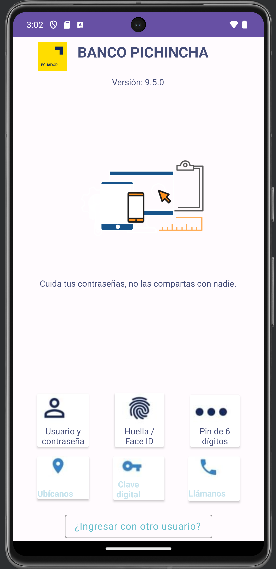 3:02
BANCO PICHINCHA
Versión: 9.5.0
Cuida tus contraseñas, no las compartas con nadie.
Usuario y
contraseña
Huella /
Face ID
Pin de 6
dígitos
Ubícanos
Clave
digital
Llámanos
¿Ingresar con otro usuario?